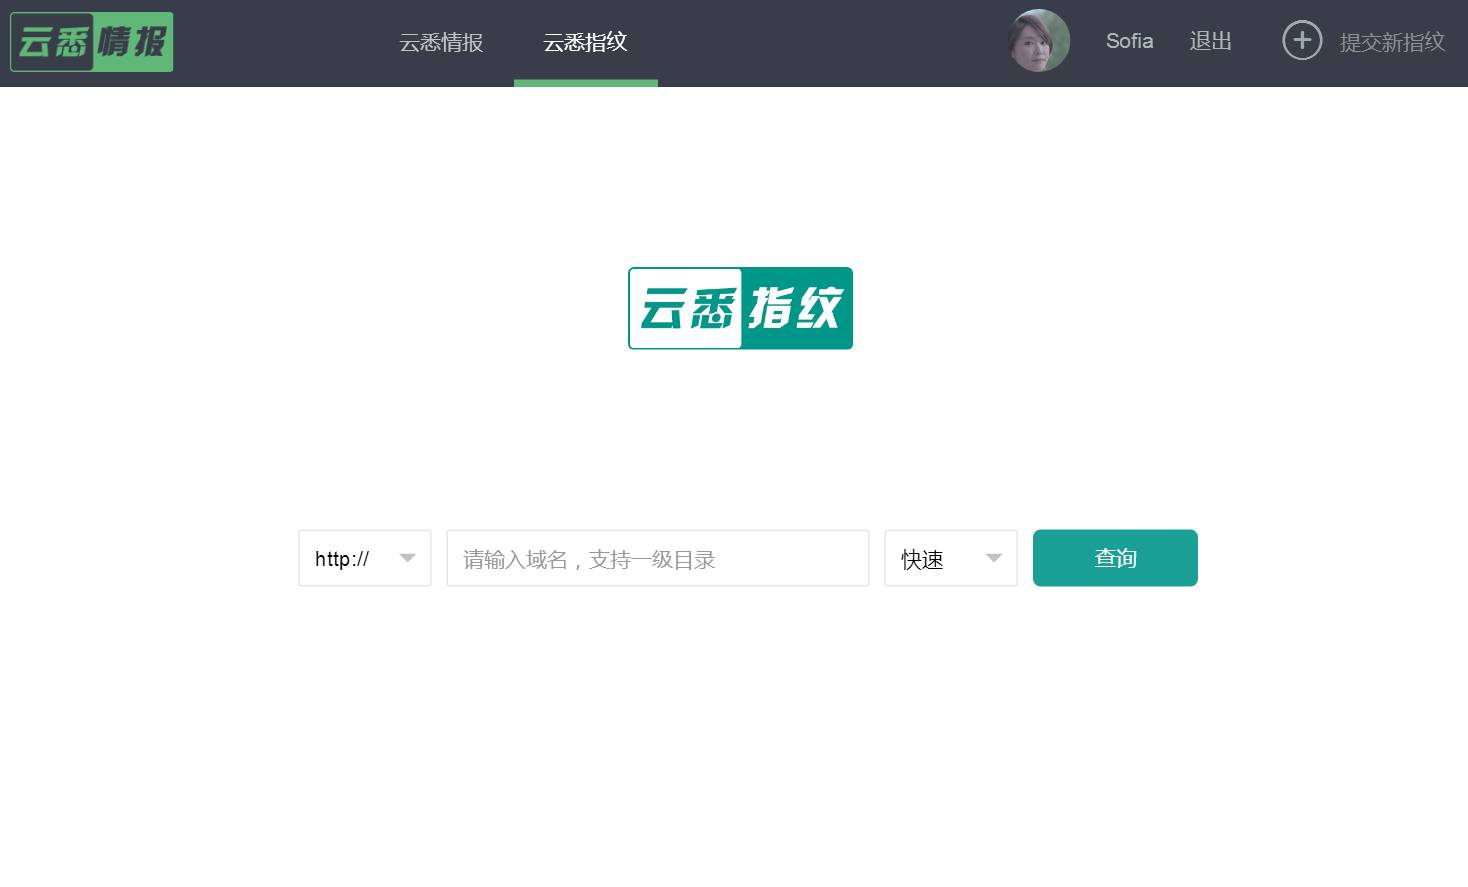 云悉情报
云悉情报
云悉指纹
Sofia
退出
提交新指纹
云悉指纹
http://
请输入域名，支持一级目录
快速
查询